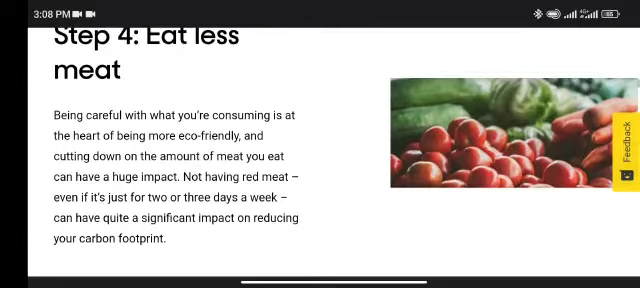 3:08 PM
4G+
65
Step 4: Eat less
meat
Being careful with what you're consuming is at
the heart of being more eco-friendly, and
cutting down on the amount of meat you eat
can have a huge impact. Not having red meat –
even if it's just for two or three days a week –
can have quite a significant impact on reducing
your carbon footprint.
Feedback